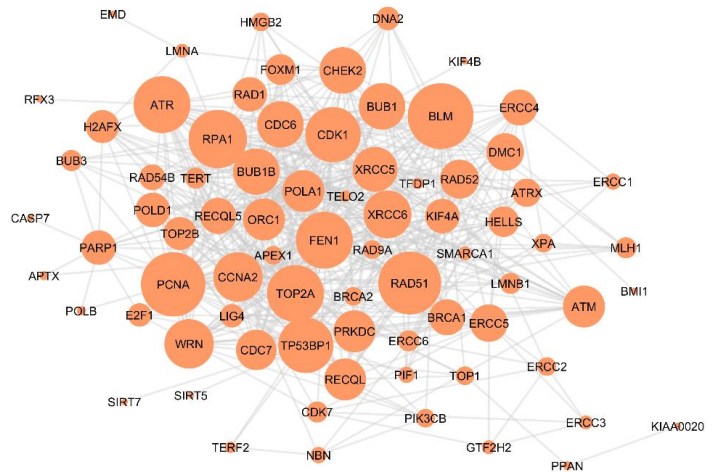 EMD
HMGB2
DNA2
LMNA
KIF4B
FOXM1
CHEK2
RFX3
RAD1
ATR
BUB1
BLM
ERCC4
H2AFX
RPA1
CDC6
CDK1
BUB3
DMC1
BUB1B
XRCC5
RAD54B
TERT
POLA1
TFDP1
RAD52
ERCC1
TELO2
ATRX
CASP7
POLD1
RECQL5
ORC1
XRCC6
KIF4A
HELLS
TOP2B
PARP1
FEN1
RAD9A
XPA
MLH1
APEX1
SMARCA1
APTX
PCNA
CCNA2
TOP2A
RAD51
LMNB1
BMI1
BRCA2
POLB
ATM
E2F1
LIG4
BRCA1
ERCC5
WRN
CDC7
TP53BP1
PRKDC
ERCC6
RECQL
PIF1
TOP1
ERCC2
SIRT7
SIRT5
CDK7
PIK3CB
ERCC3
KIAA0020
TERF2
NBN
GTF2H2
PPAN